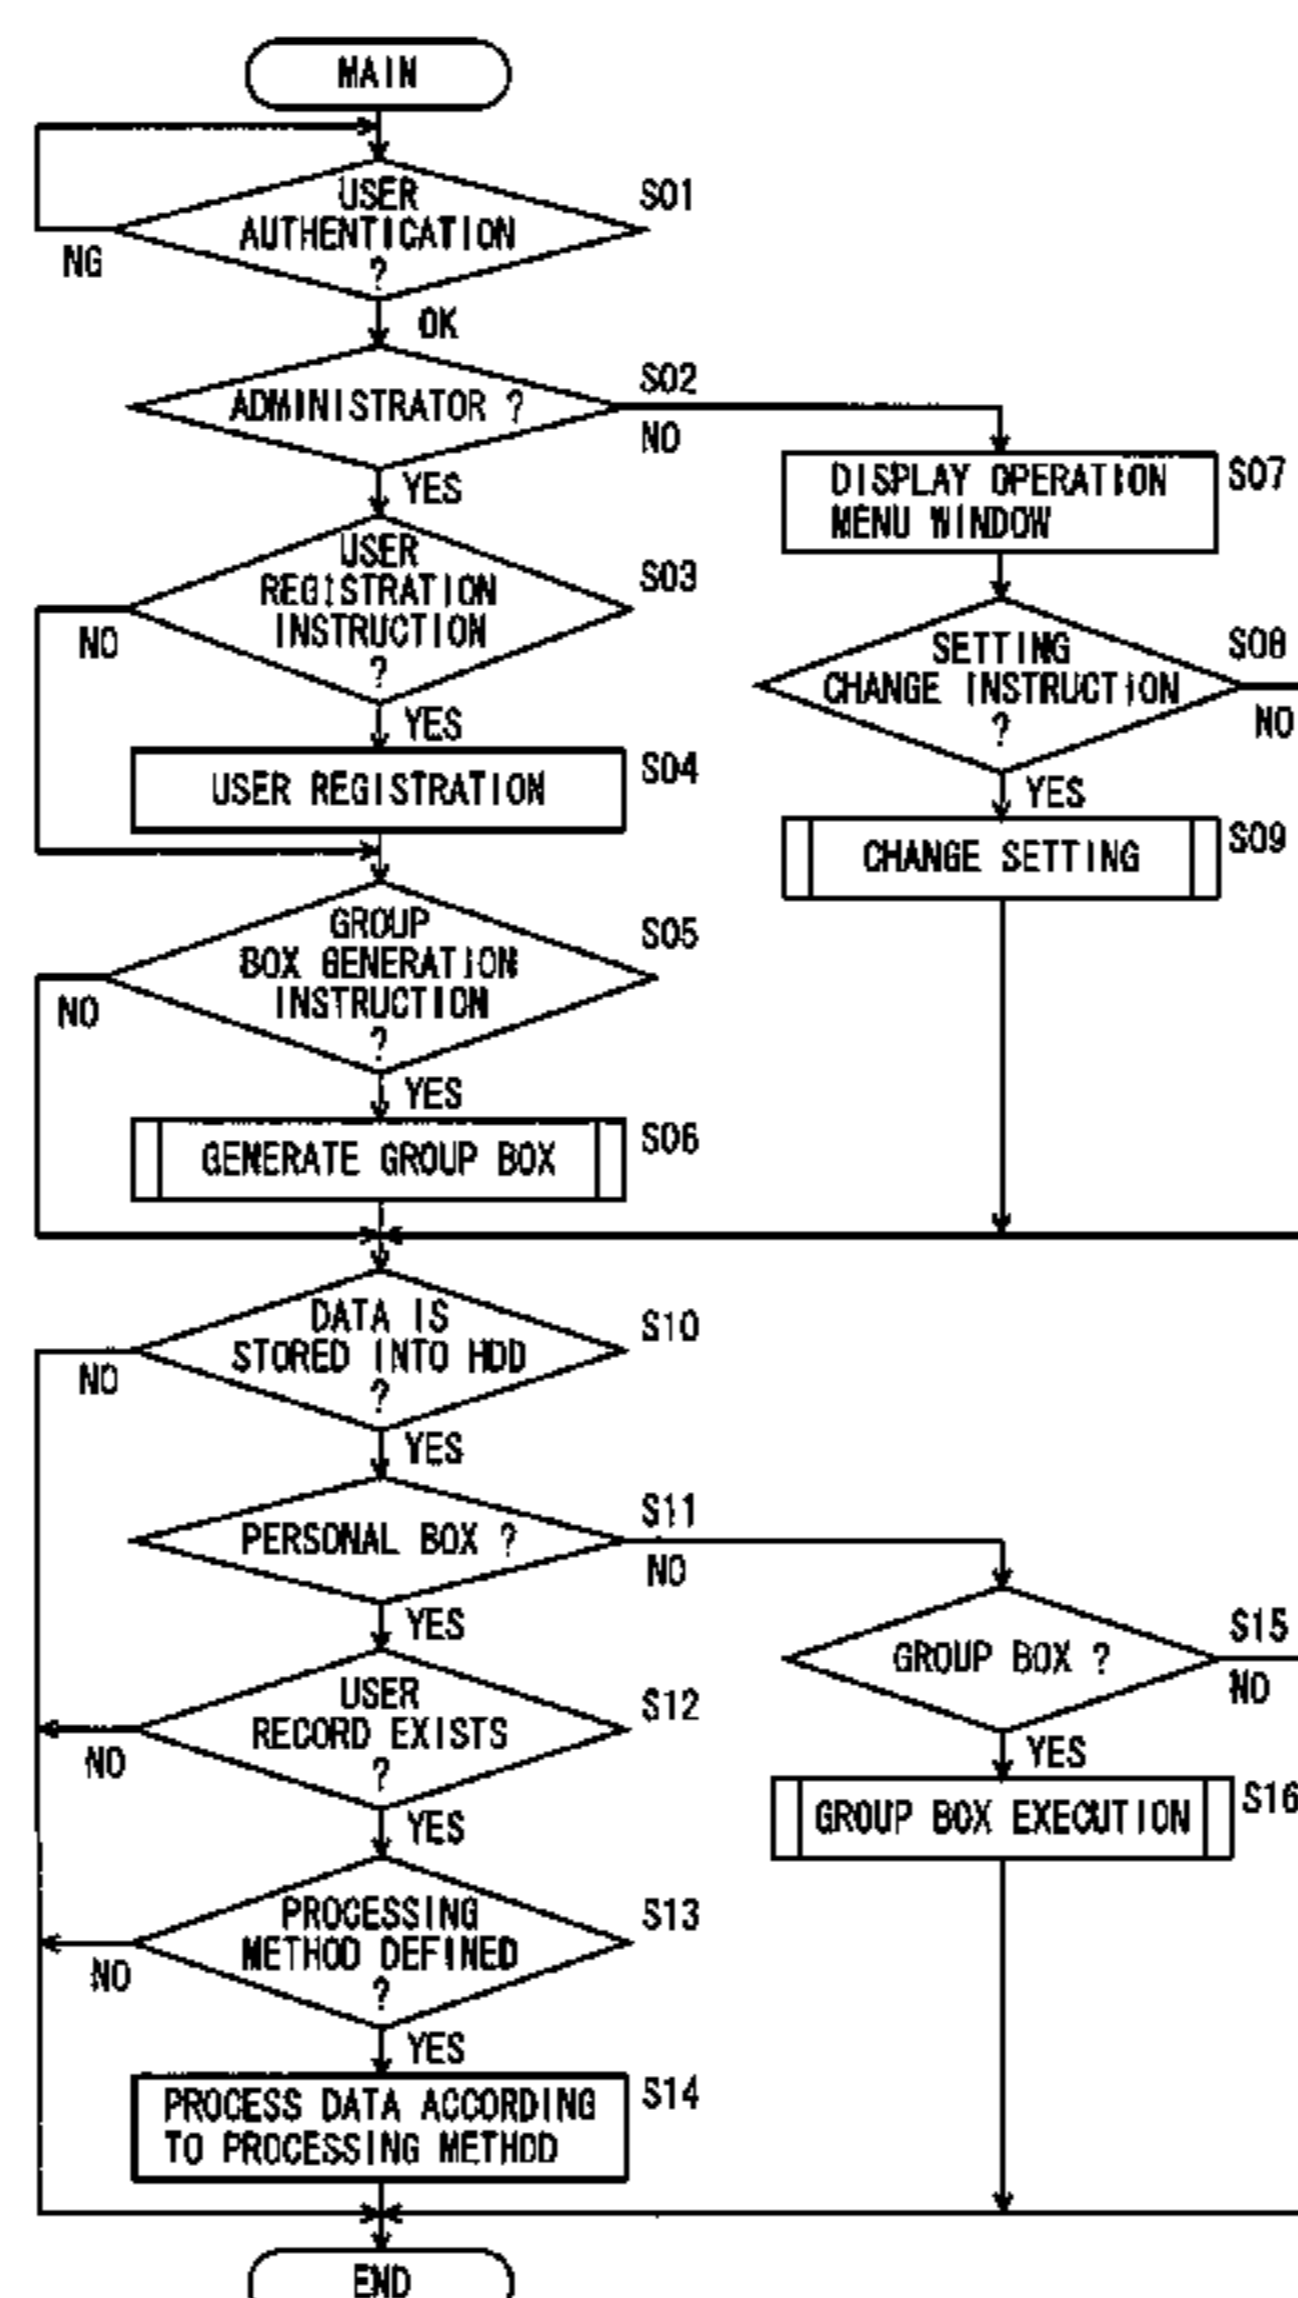 MAIN
USER
AUTHENTICATION
?
S01
NG
OK
ADMINISTRATOR ?
S02
NO
YES
USER
REGISTRATION
INSTRUCTION
?
S03
NO
YES
USER REGISTRATION
S04
GROUP
BOX GENERATION
INSTRUCTION
?
S05
NO
YES
GENERATE GROUP BOX
S06
DISPLAY OPERATION
MENU WINDOW
S07
SETTING
CHANGE INSTRUCTION
?
S08
NO
YES
CHANGE SETTING
S09
DATA IS
STORED INTO HDD
?
S10
NO
YES
PERSONAL BOX ?
S11
NO
YES
USER
RECORD EXISTS
?
S12
NO
YES
PROCESSING
METHOD DEFINED
?
S13
NO
YES
PROCESS DATA ACCORDING
TO PROCESSING METHOD
S14
GROUP BOX ?
S15
NO
YES
GROUP BOX EXECUTION
S16
END